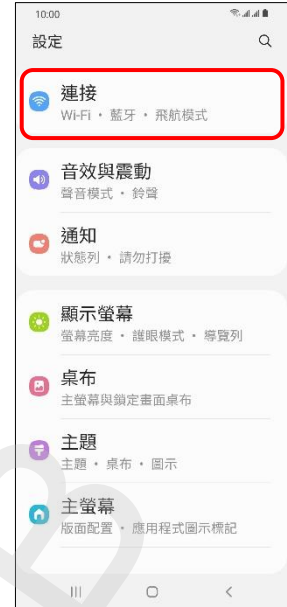 10:00
設定
連接
Wi-Fi • 藍牙 • 飛航模式
音效與震動
聲音模式 • 鈴聲
通知
狀態列 • 請勿打擾
顯示螢幕
螢幕亮度 • 護眼模式 • 導覽列
桌布
主螢幕與鎖定畫面桌布
主題
主題 • 桌布 • 圖示
主螢幕
版面配置 • 應用程式圖示標記